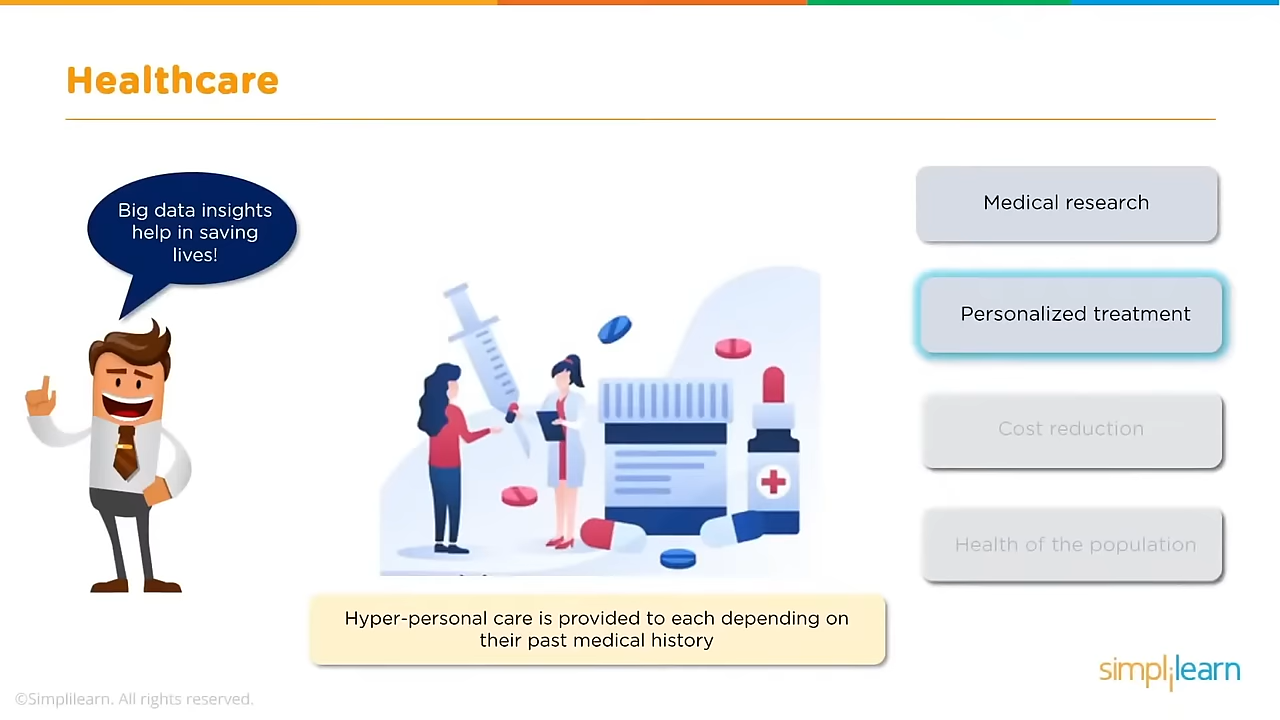 Healthcare
Big data insights
help in saving
lives!
Medical research
Personalized treatment
Cost reduction
Health of the population
Hyper-personal care is provided to each depending on
their past medical history
simplilearn
©Simplilearn. All rights reserved.